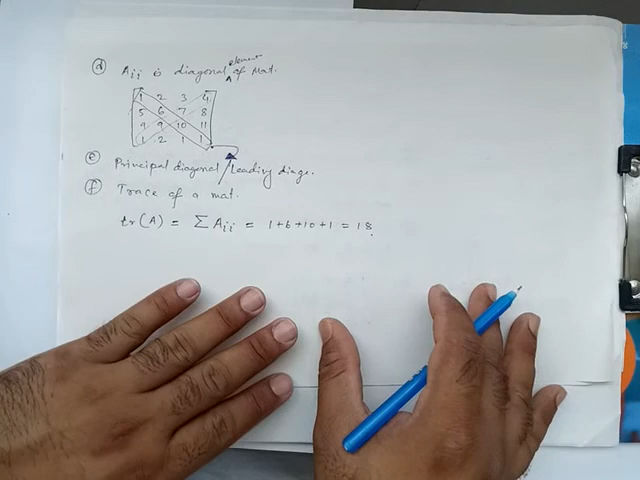 (d) Aii is diagonal element of Mat.
1 2 3 4
5 6 7 8
9 9 10 11
1 2 1 1
(e) Principal diagonal / Leading diag.
(f) Trace of a mat.
tr(A) = Σ Aii = 1+6+10+1 = 18.